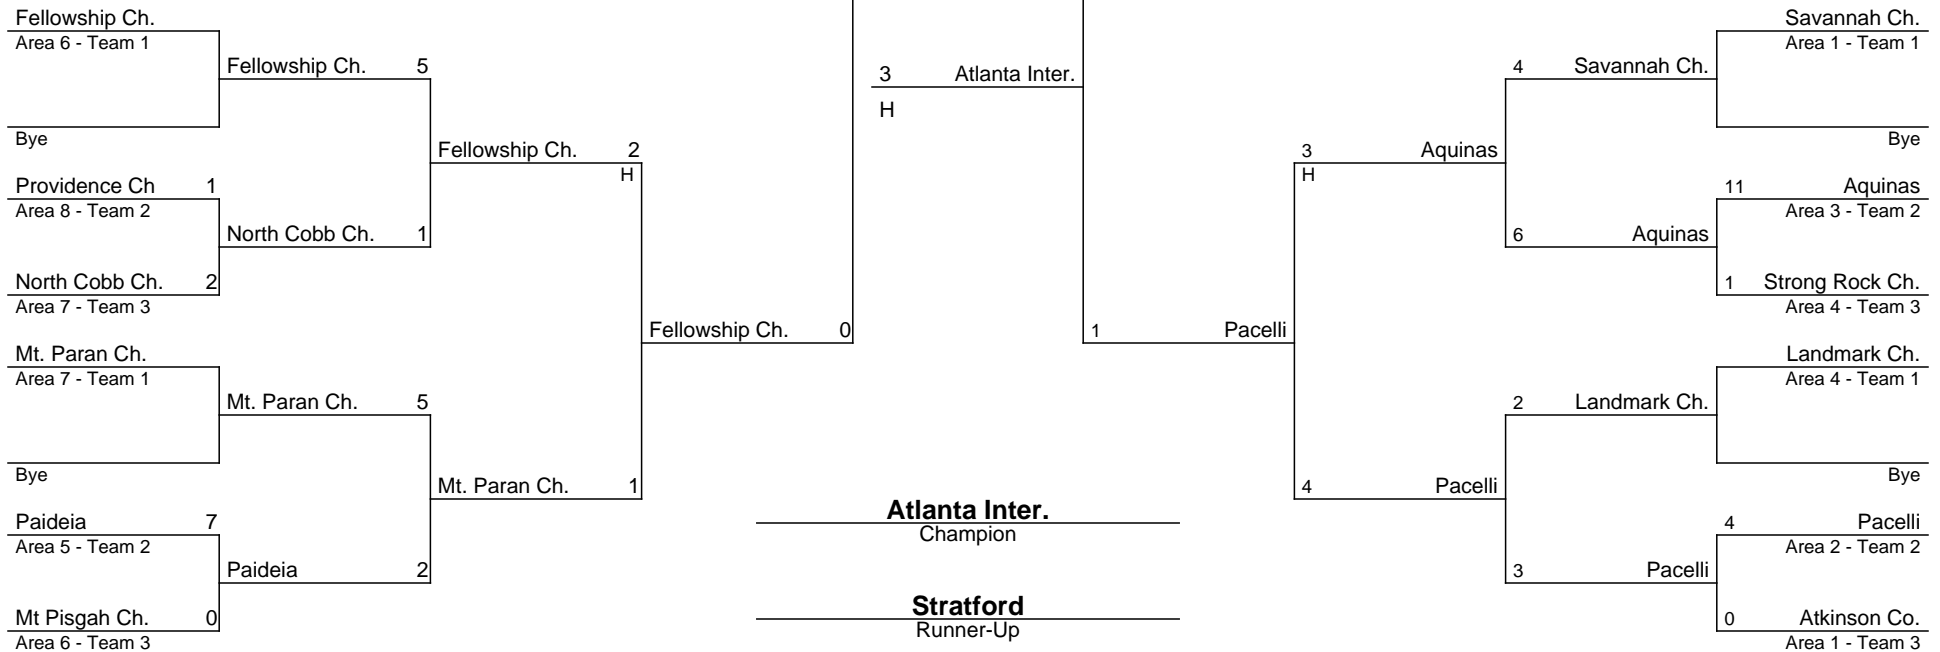 Fellowship Ch.
Area 6 - Team 1
Bye
Providence Ch 1
Area 8 - Team 2
North Cobb Ch. 2
Area 7 - Team 3
Mt. Paran Ch.
Area 7 - Team 1
Bye
Paideia 7
Area 5 - Team 2
Mt Pisgah Ch. 0
Area 6 - Team 3
Fellowship Ch. 5
North Cobb Ch. 1
Mt. Paran Ch. 5
Paideia 2
Fellowship Ch. 2
H
Mt. Paran Ch. 1
Fellowship Ch. 0
3 Atlanta Inter.
H
Atlanta Inter.
Champion
Stratford
Runner-Up
1 Pacelli
3 Aquinas
H
4 Pacelli
4 Savannah Ch.
6 Aquinas
2 Landmark Ch.
3 Pacelli
Savannah Ch.
Area 1 - Team 1
Bye
11 Aquinas
Area 3 - Team 2
1 Strong Rock Ch.
Area 4 - Team 3
Landmark Ch.
Area 4 - Team 1
Bye
4 Pacelli
Area 2 - Team 2
0 Atkinson Co.
Area 1 - Team 3